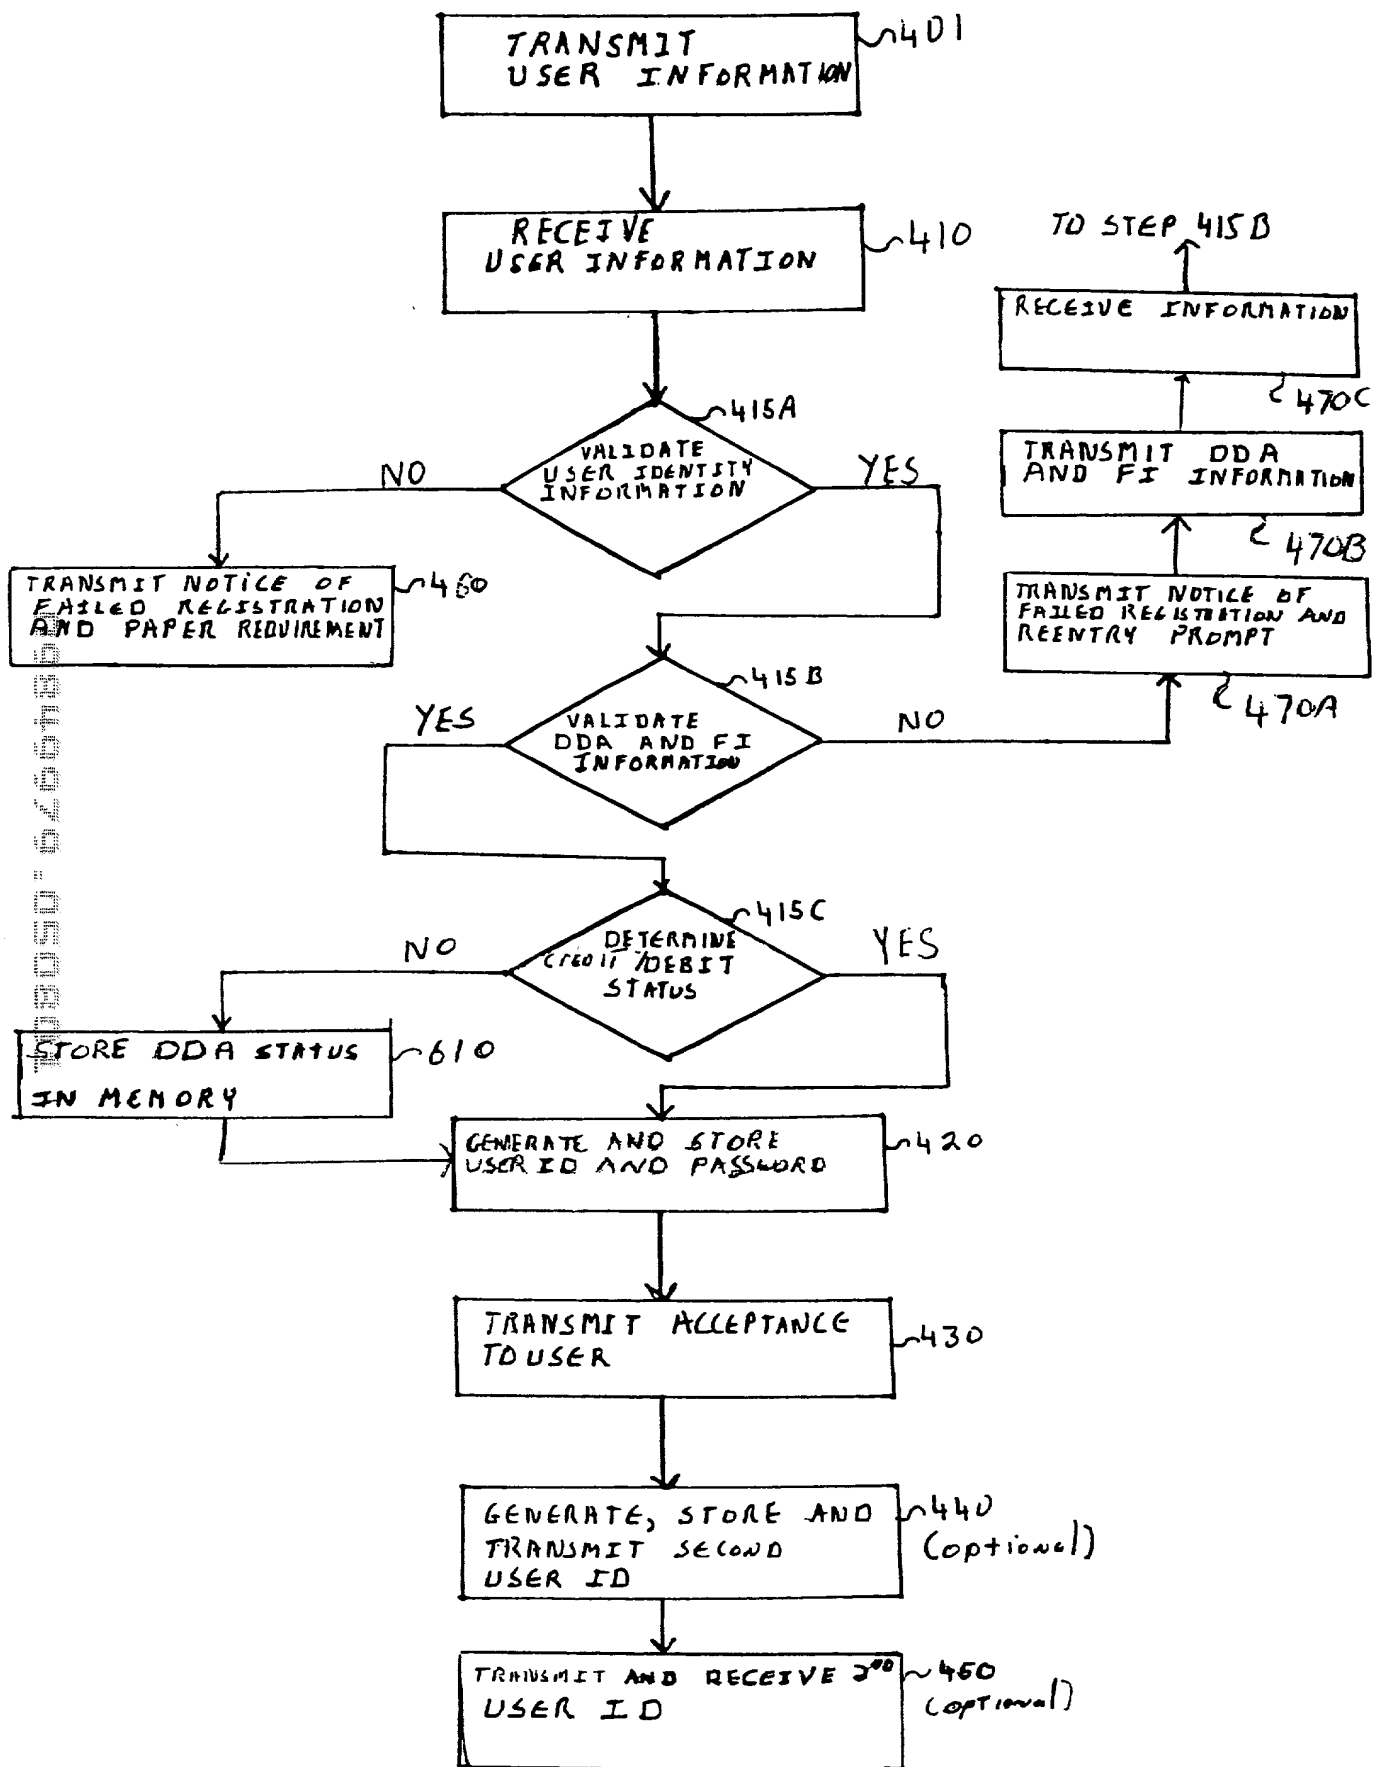 TRANSMIT
USER INFORMATION
401
RECEIVE
USER INFORMATION
410
TO STEP 415B
RECEIVE INFORMATION
470C
TRANSMIT DDA
AND FI INFORMATION
470B
TRANSMIT NOTICE OF
FAILED REGISTRATION AND
REENTRY PROMPT
470A
415A
VALIDATE
USER IDENTITY
INFORMATION
NO
YES
TRANSMIT NOTICE OF
FAILED REGISTRATION
AND PAPER REQUIREMENT
460
415B
VALIDATE
DDA AND FI
INFORMATION
YES
NO
415C
DETERMINE
CREDIT/DEBIT
STATUS
NO
YES
STORE DDA STATUS
IN MEMORY
610
GENERATE AND STORE
USER ID AND PASSWORD
420
TRANSMIT ACCEPTANCE
TO USER
430
GENERATE, STORE AND
TRANSMIT SECOND
USER ID
440
(optional)
TRANSMIT AND RECEIVE 2ND
USER ID
450
(optional)